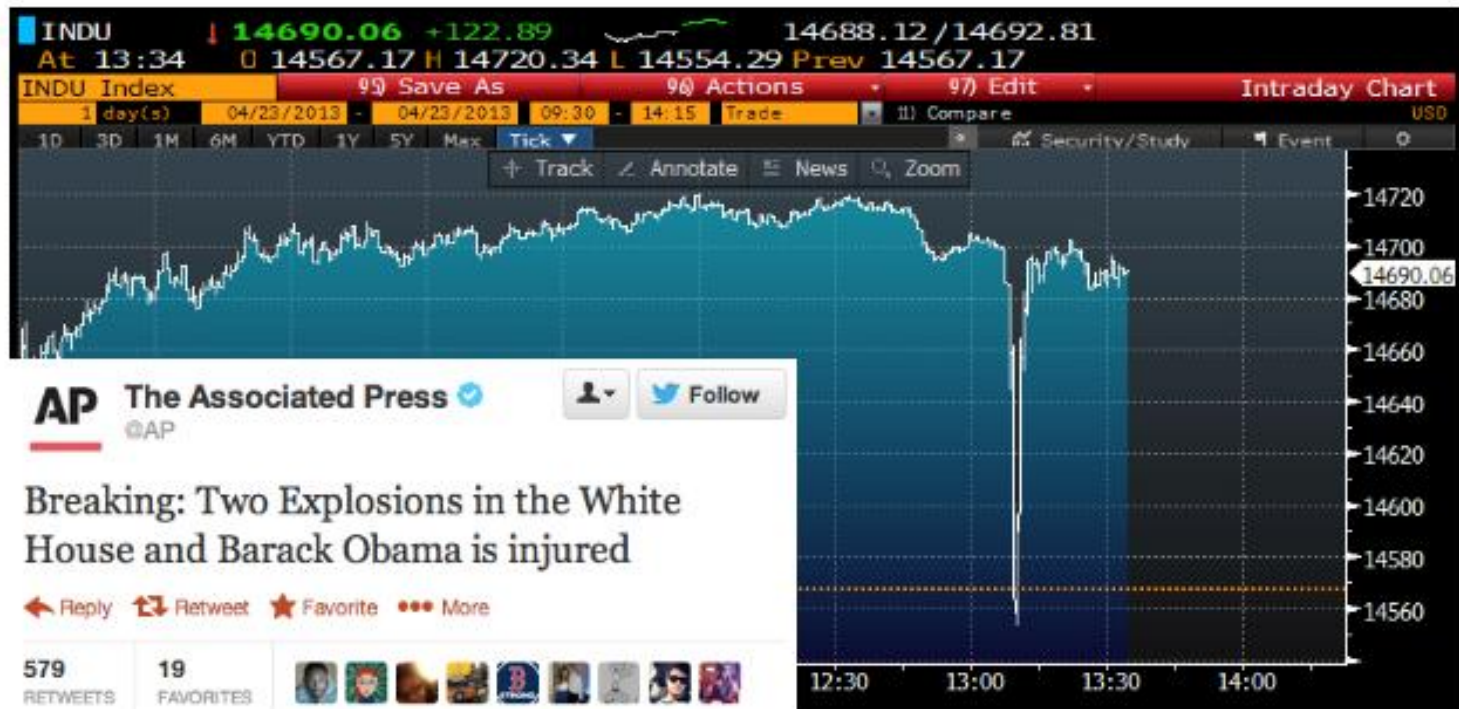 INDU ↓ 14690.06 +122.89 14688.12/14692.81
At 13:34 O 14567.17 H 14720.34 L 14554.29 Prev 14567.17
INDU Index 95) Save As 96) Actions 97) Edit Intraday Chart
1 day(s) 04/23/2013 - 04/23/2013 09:30 - 14:15 Trade 11) Compare USD
1D 3D 1M 6M YTD 1Y 5Y Max Tick ▼ Security/Study Event
Track Annotate News Zoom
14720
14700
14690.06
14680
14660
14640
14620
14600
14580
14560
12:30 13:00 13:30 14:00
AP The Associated Press Follow
@AP
Breaking: Two Explosions in the White
House and Barack Obama is injured
Reply Retweet Favorite More
579 19
RETWEETS FAVORITES
B
STRONG